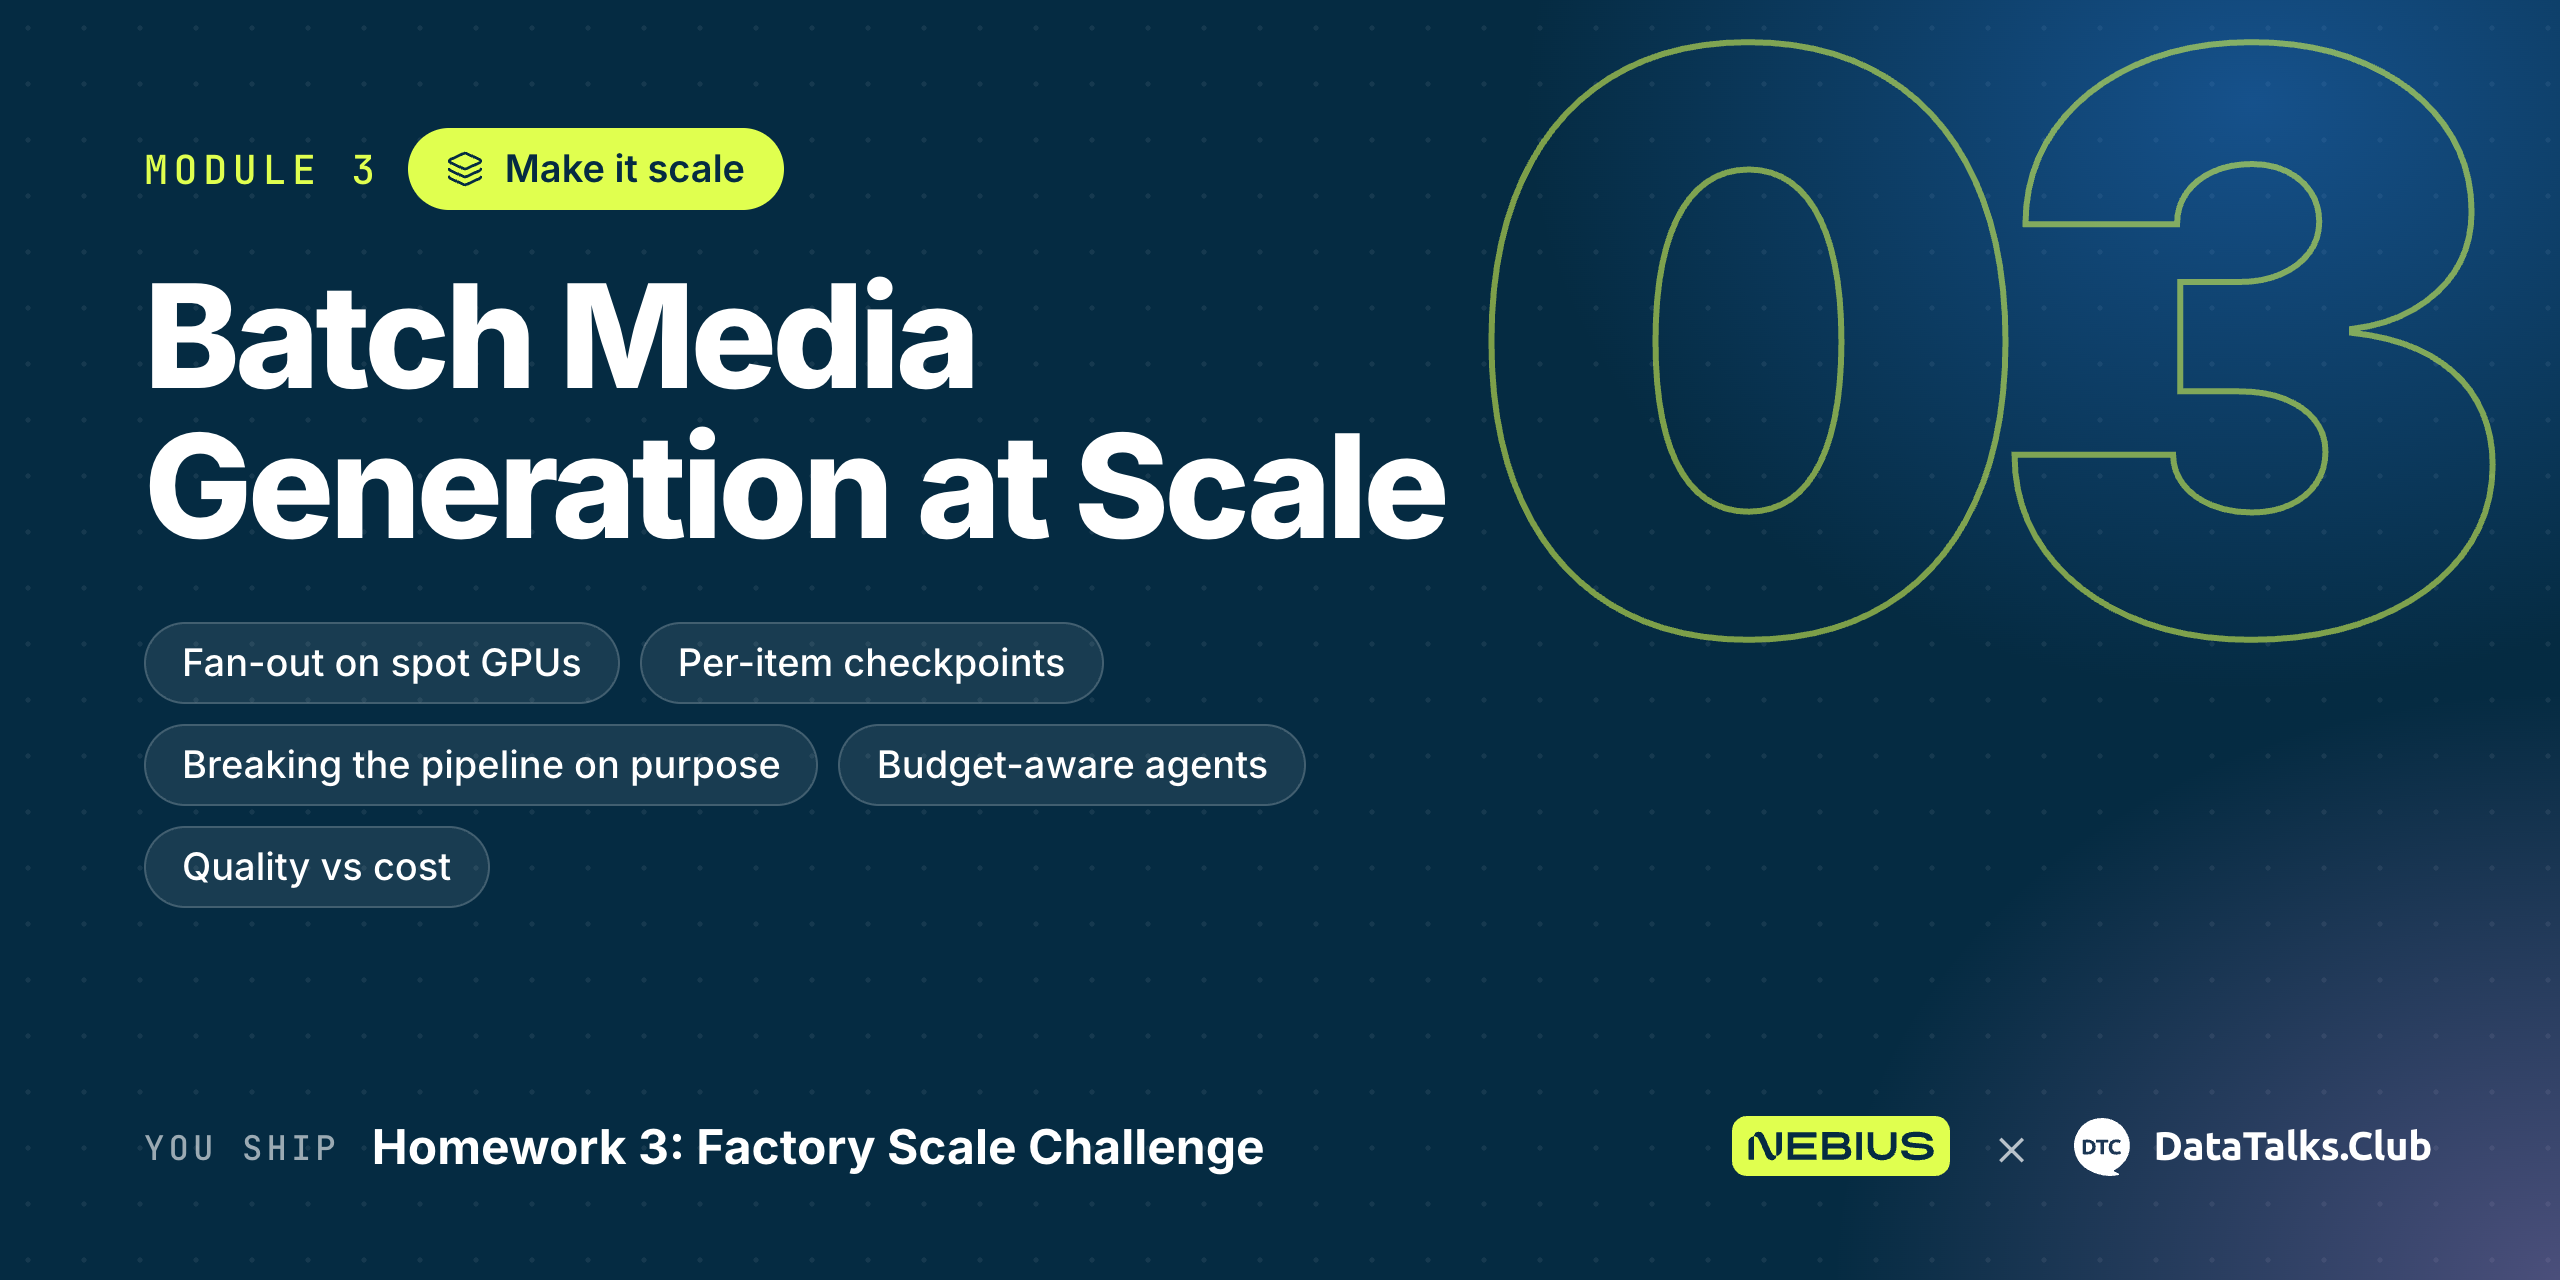 MODULE 3
Make it scale
03
Batch Media
Generation at Scale
Fan-out on spot GPUs
Per-item checkpoints
Breaking the pipeline on purpose
Budget-aware agents
Quality vs cost
YOU SHIP
Homework 3: Factory Scale Challenge
NEBIUS
×
DTC
DataTalks.Club